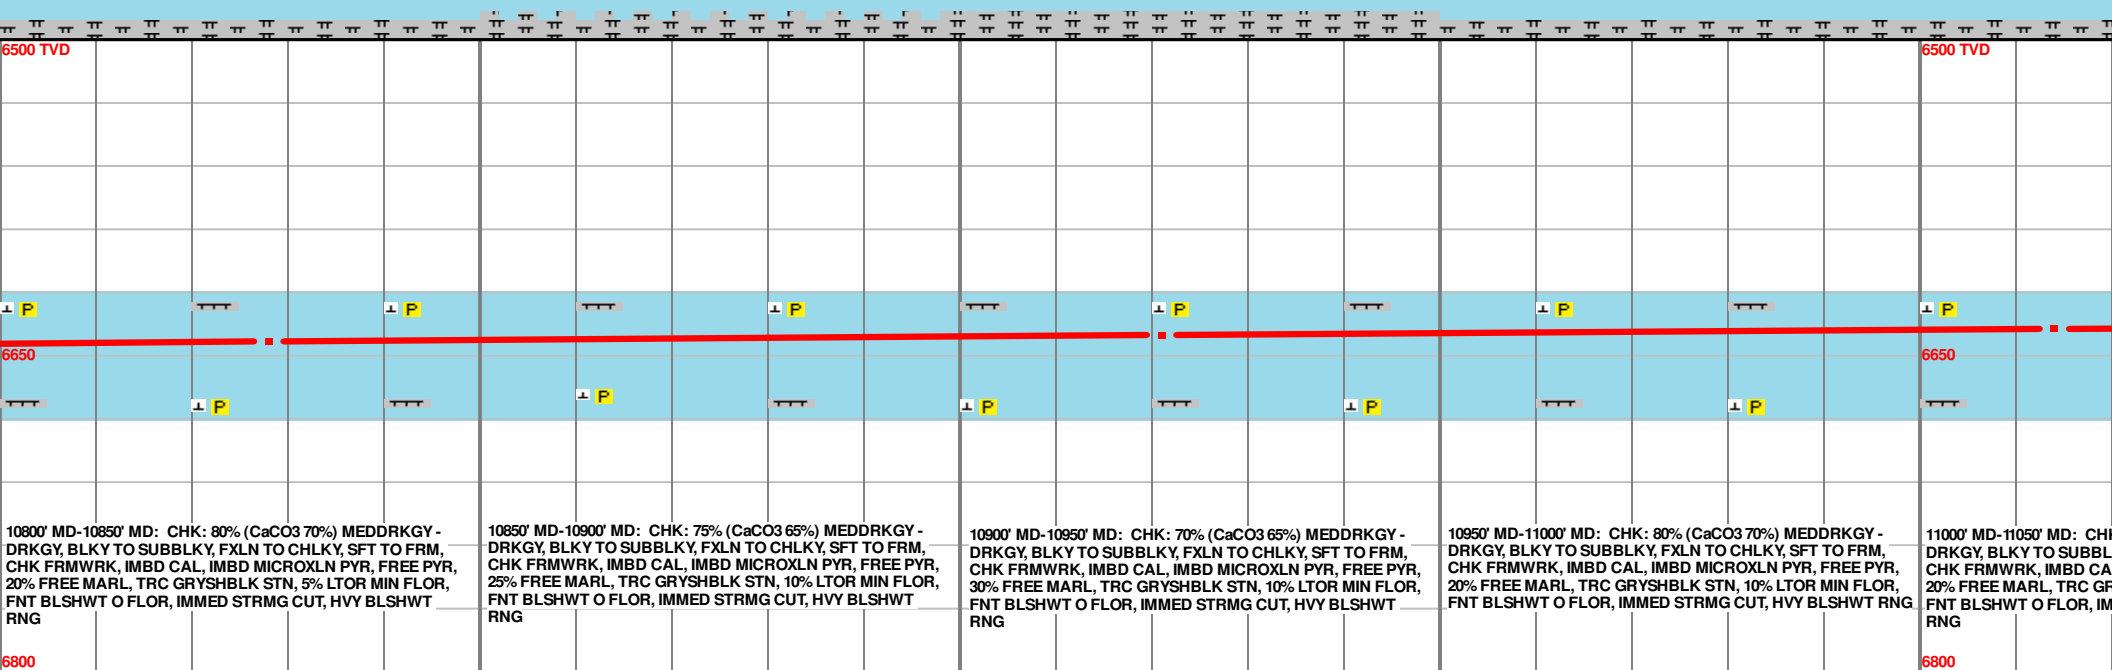 6500 TVD
6500 TVD
P
P
P
P
P
P
6650
6650
P
P
P
P
P
10800' MD-10850' MD: CHK: 80% (CaCO3 70%) MEDDRKGY -
DRKGY, BLKY TO SUBBLKY, FXLN TO CHLKY, SFT TO FRM,
CHK FRMWRK, IMBD CAL, IMBD MICROXLN PYR, FREE PYR,
20% FREE MARL, TRC GRYSHBLK STN, 5% LTOR MIN FLOR,
FNT BLSHWT O FLOR, IMMED STRMG CUT, HVY BLSHWT
RNG
10850' MD-10900' MD: CHK: 75% (CaCO3 65%) MEDDRKGY -
DRKGY, BLKY TO SUBBLKY, FXLN TO CHLKY, SFT TO FRM,
CHK FRMWRK, IMBD CAL, IMBD MICROXLN PYR, FREE PYR,
25% FREE MARL, TRC GRYSHBLK STN, 10% LTOR MIN FLOR,
FNT BLSHWT O FLOR, IMMED STRMG CUT, HVY BLSHWT
RNG
10900' MD-10950' MD: CHK: 70% (CaCO3 65%) MEDDRKGY -
DRKGY, BLKY TO SUBBLKY, FXLN TO CHLKY, SFT TO FRM,
CHK FRMWRK, IMBD CAL, IMBD MICROXLN PYR, FREE PYR,
30% FREE MARL, TRC GRYSHBLK STN, 10% LTOR MIN FLOR,
FNT BLSHWT O FLOR, IMMED STRMG CUT, HVY BLSHWT
RNG
10950' MD-11000' MD: CHK: 80% (CaCO3 70%) MEDDRKGY -
DRKGY, BLKY TO SUBBLKY, FXLN TO CHLKY, SFT TO FRM,
CHK FRMWRK, IMBD CAL, IMBD MICROXLN PYR, FREE PYR,
20% FREE MARL, TRC GRYSHBLK STN, 10% LTOR MIN FLOR,
FNT BLSHWT O FLOR, IMMED STRMG CUT, HVY BLSHWT RNG
11000' MD-11050' MD: CHK
DRKGY, BLKY TO SUBBL
CHK FRMWRK, IMBD CA
20% FREE MARL, TRC GR
FNT BLSHWT O FLOR, IM
RNG
6800
6800